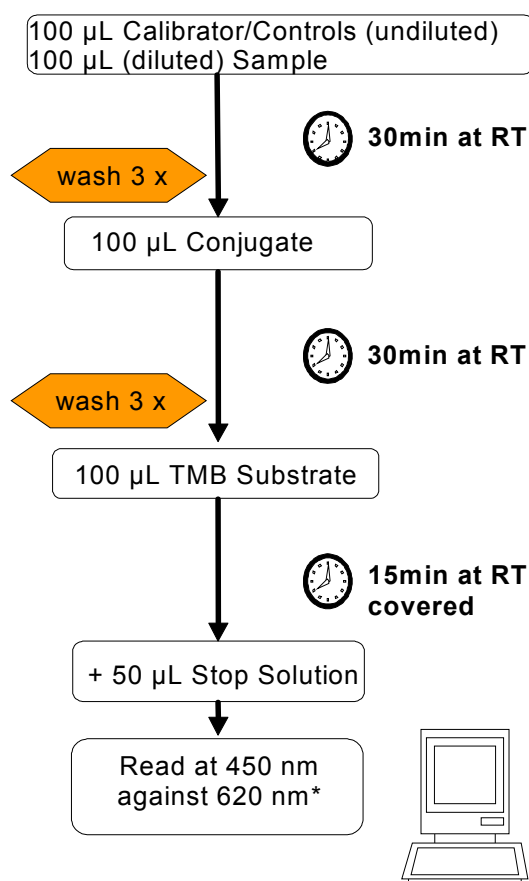 100 µL Calibrator/Controls (undiluted)
100 µL (diluted) Sample
30min at RT
wash 3 x
100 µL Conjugate
30min at RT
wash 3 x
100 µL TMB Substrate
15min at RT
covered
+ 50 µL Stop Solution
Read at 450 nm
against 620 nm*